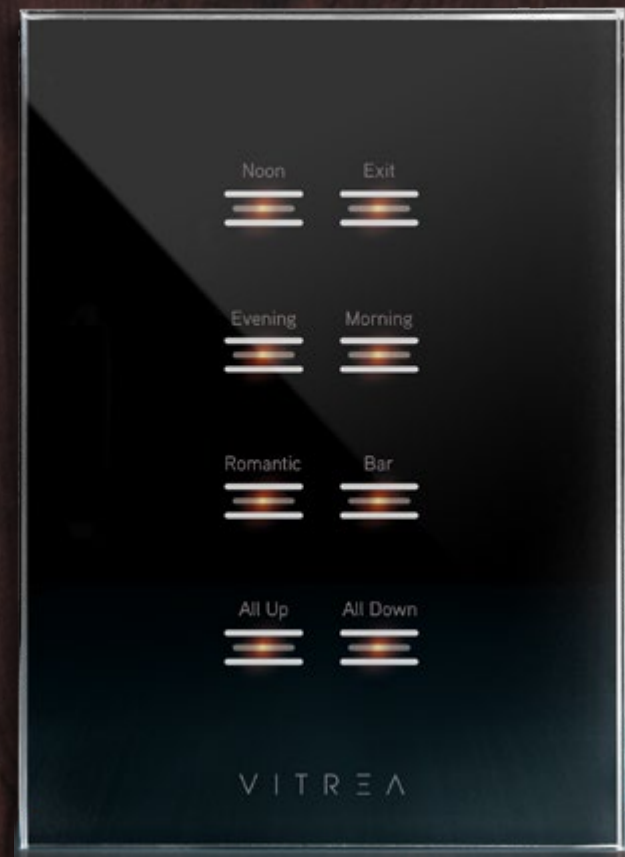 Noon Exit
Evening Morning
Romantic Bar
All Up All Down
VITREA